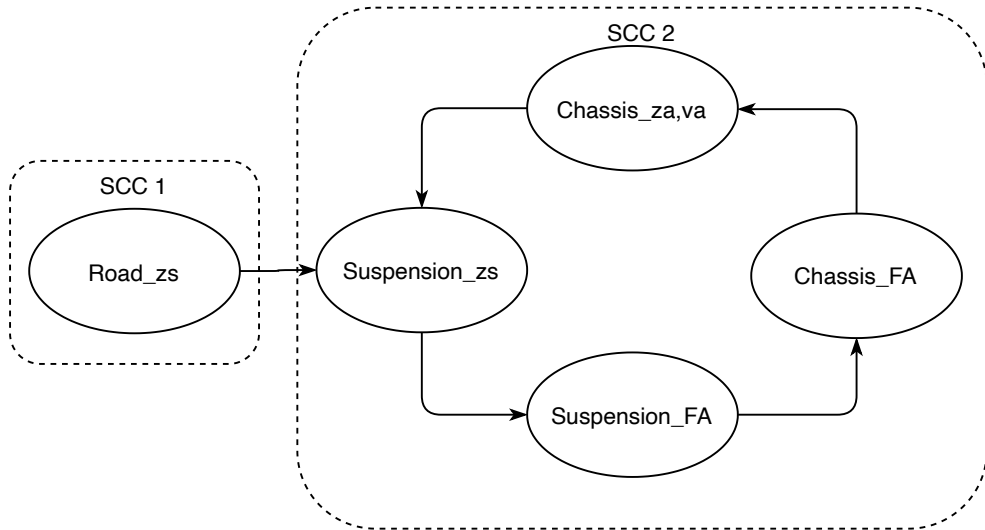 SCC 2
Chassis_za,va
SCC 1
Road_zs
Suspension_zs
Chassis_FA
Suspension_FA